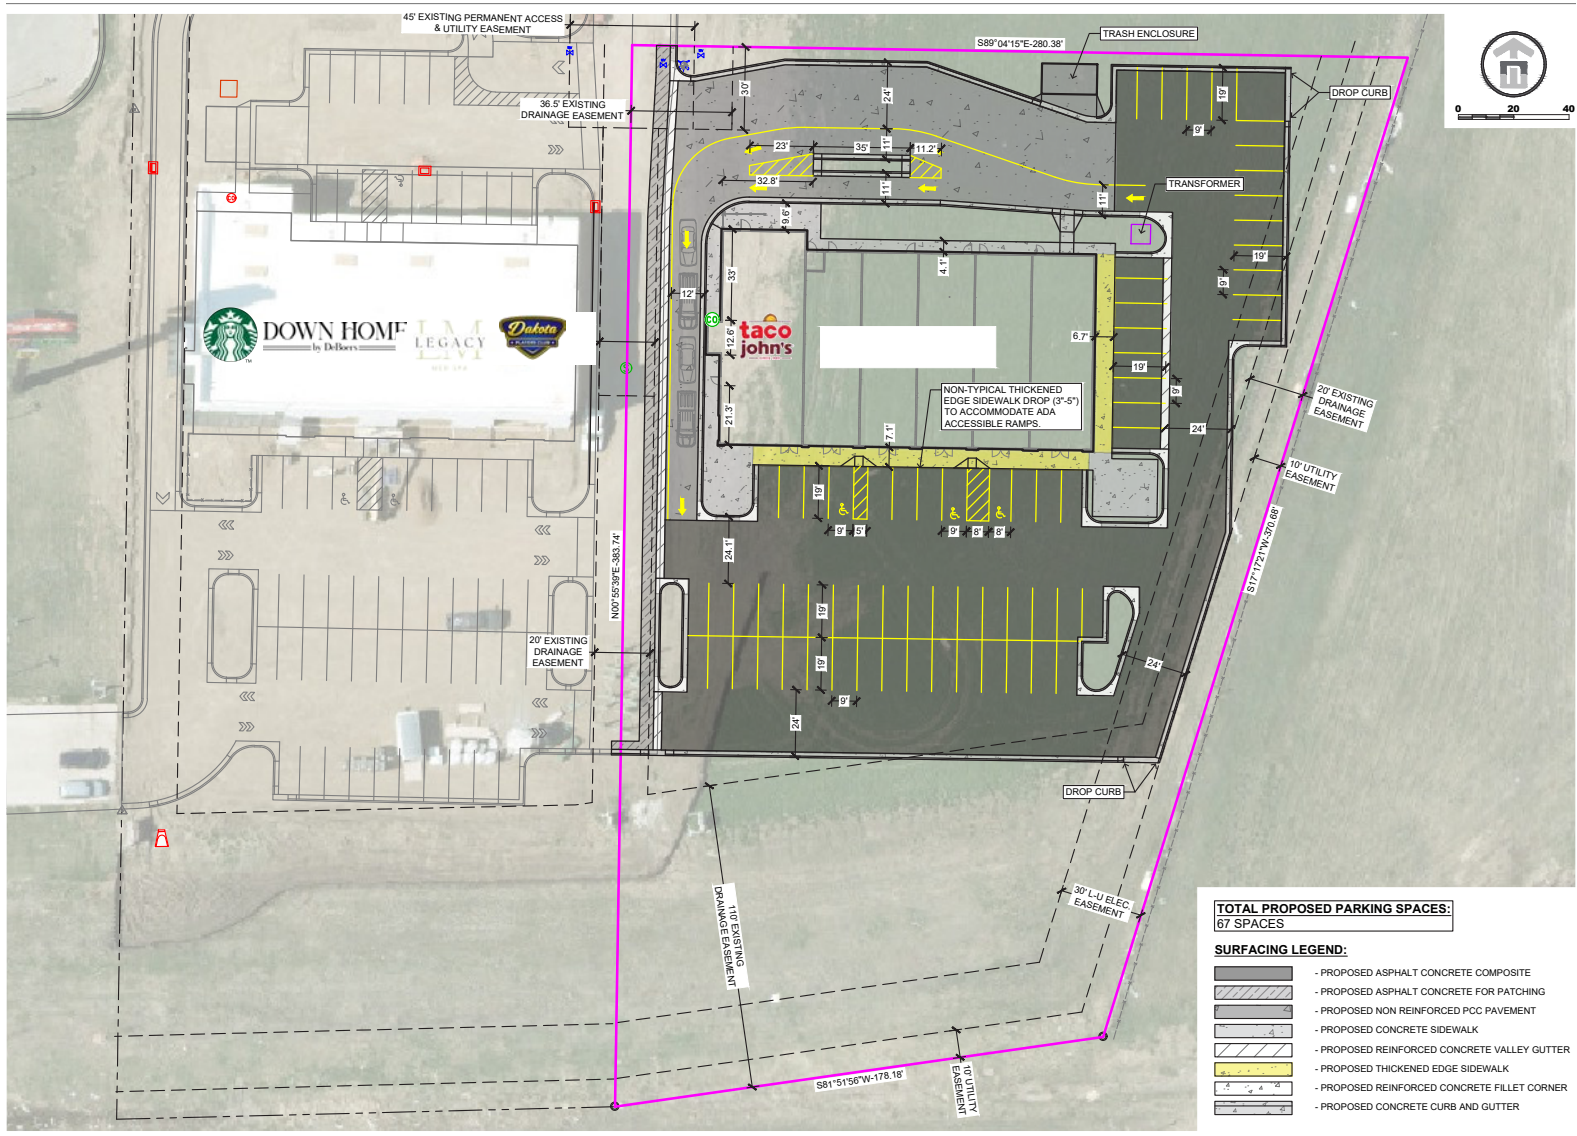 45' EXISTING PERMANENT ACCESS
& UTILITY EASEMENT
S89°04'15"E-280.38'
TRASH ENCLOSURE
DROP CURB
0 20 40
36.5' EXISTING
DRAINAGE EASEMENT
30'
24'
19'
9'
23'
35'
11'
11.2'
32.8'
11'
11'
TRANSFORMER
9.6'
4.1'
33'
12'
12.6'
21.3'
19'
9'
6.7'
19'
9'
24'
CO
S
STARBUCKS
TM
DOWN HOME
by DeBoers
LM
LEGACY
MED SPA
Dakota
PLAYERS CLUB
taco
john's
NON-TYPICAL THICKENED
EDGE SIDEWALK DROP (3"-5")
TO ACCOMMODATE ADA
ACCESSIBLE RAMPS.
7.1'
20' EXISTING
DRAINAGE
EASEMENT
10' UTILITY
EASEMENT
S17°17'21"W-370.68'
N00°55'39"E-383.74'
19'
9'
5'
9'
8'
8'
24.1'
19'
19'
9'
24'
24'
20' EXISTING
DRAINAGE
EASEMENT
DROP CURB
110' EXISTING
DRAINAGE EASEMENT
30' L-U ELEC.
EASEMENT
S81°51'56"W-178.18'
10' UTILITY
EASEMENT
TOTAL PROPOSED PARKING SPACES:
67 SPACES
SURFACING LEGEND:
- PROPOSED ASPHALT CONCRETE COMPOSITE
- PROPOSED ASPHALT CONCRETE FOR PATCHING
- PROPOSED NON REINFORCED PCC PAVEMENT
- PROPOSED CONCRETE SIDEWALK
- PROPOSED REINFORCED CONCRETE VALLEY GUTTER
- PROPOSED THICKENED EDGE SIDEWALK
- PROPOSED REINFORCED CONCRETE FILLET CORNER
- PROPOSED CONCRETE CURB AND GUTTER